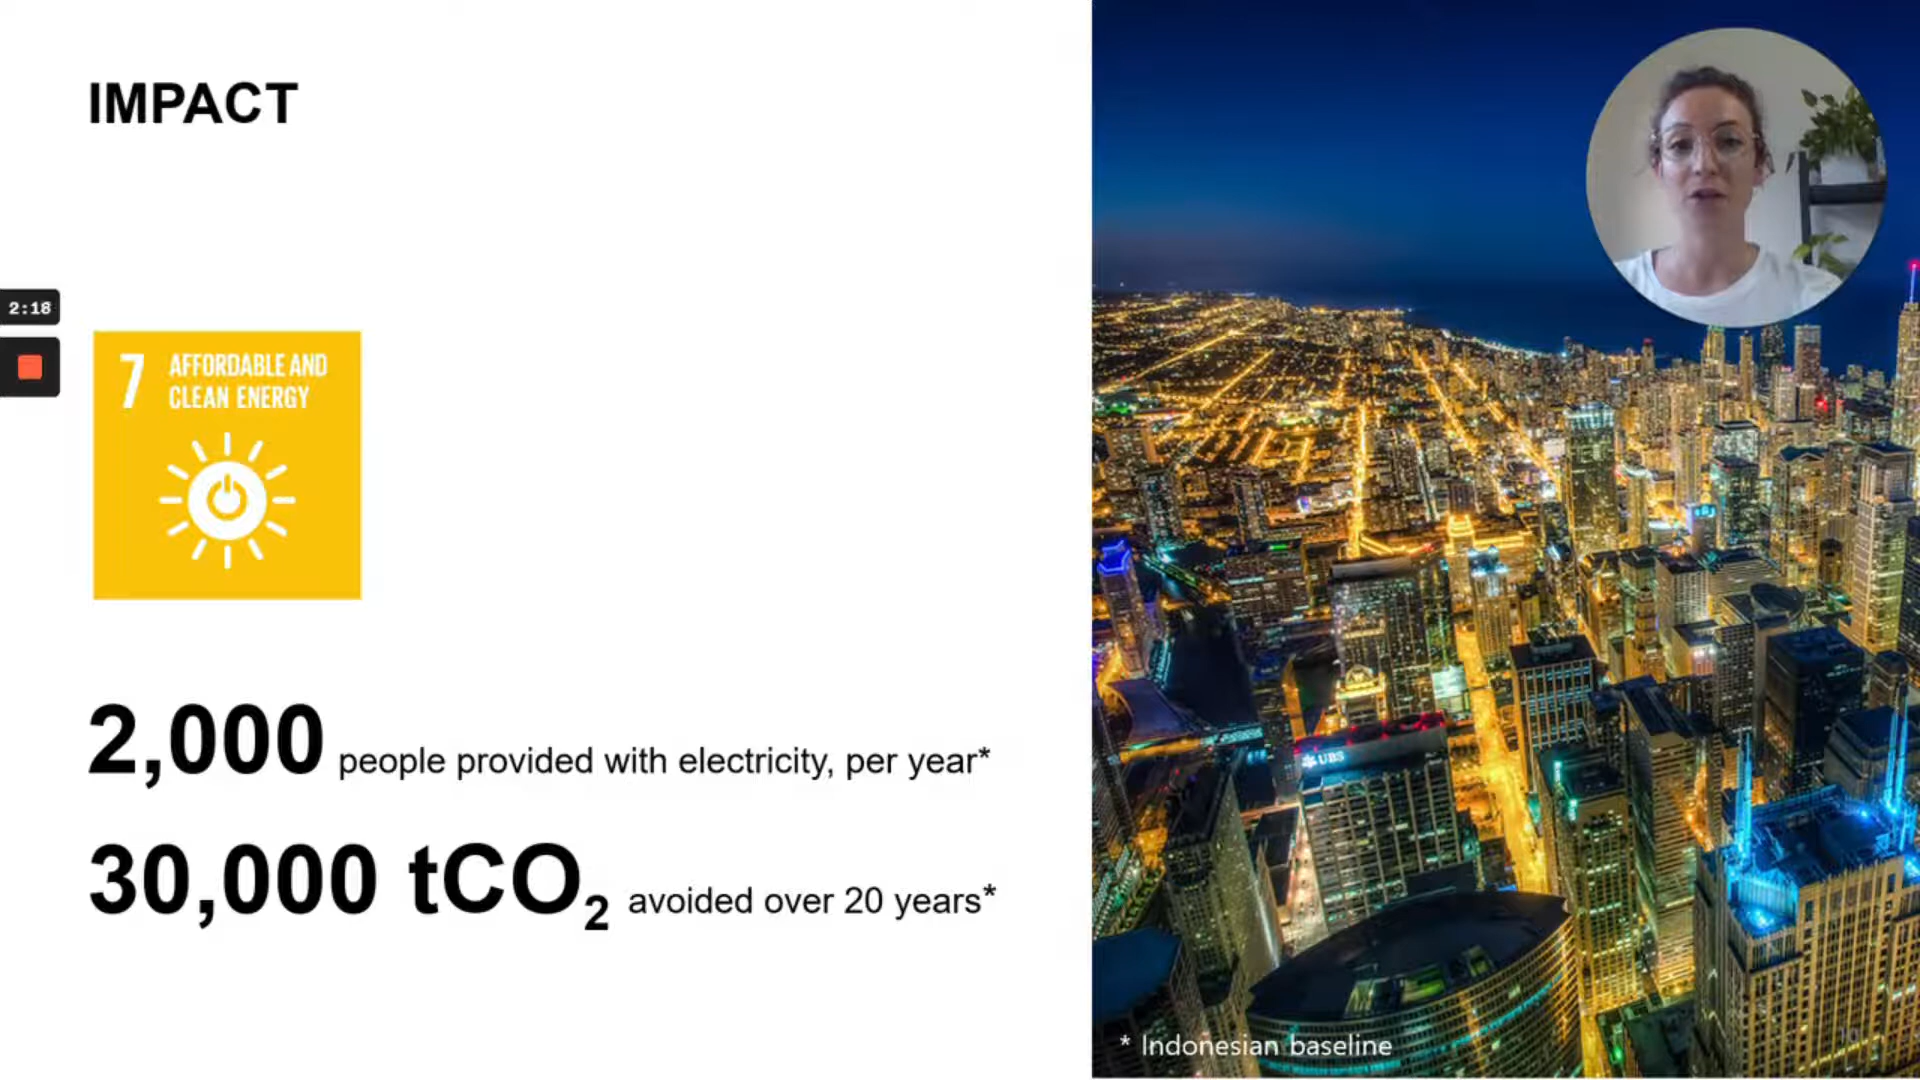 IMPACT
2:18
7 AFFORDABLE AND
CLEAN ENERGY
2,000 people provided with electricity, per year*
30,000 tCO₂ avoided over 20 years*
UBS
* Indonesian baseline